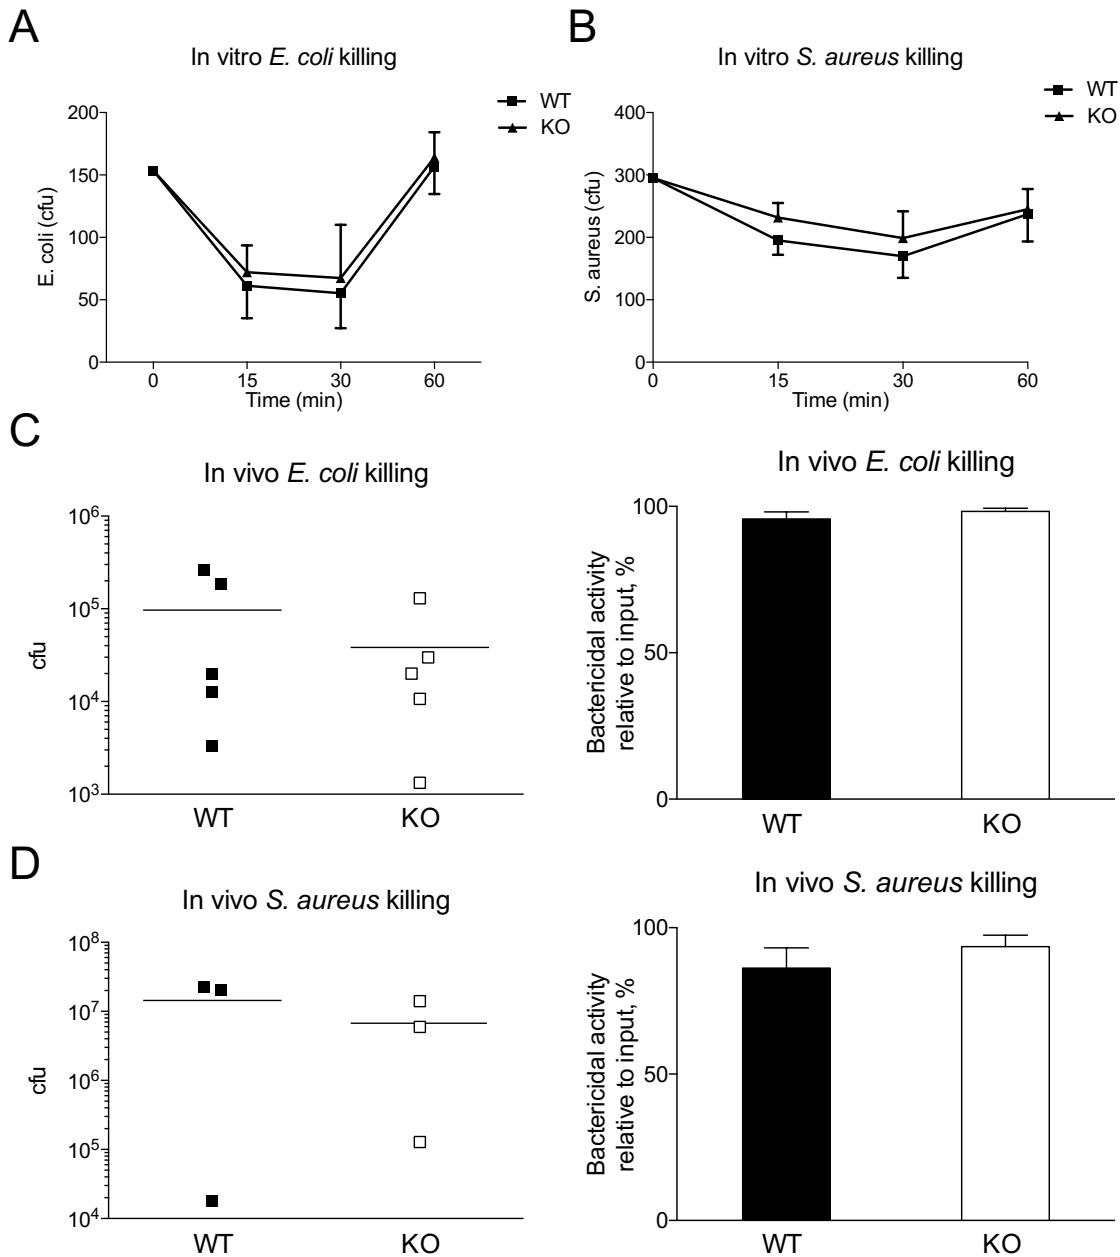 A
In vitro E. coli killing
WT
KO
E. coli (cfu)
200
150
100
50
0
0 15 30 60
Time (min)
B
In vitro S. aureus killing
WT
KO
S. aureus (cfu)
400
300
200
100
0
0 15 30 60
Time (min)
C
In vivo E. coli killing
cfu
10⁶
10⁵
10⁴
10³
WT KO
In vivo E. coli killing
Bactericidal activity
relative to input, %
100
50
0
WT KO
D
In vivo S. aureus killing
cfu
10⁸
10⁷
10⁶
10⁵
10⁴
WT KO
In vivo S. aureus killing
Bactericidal activity
relative to input, %
100
50
0
WT KO